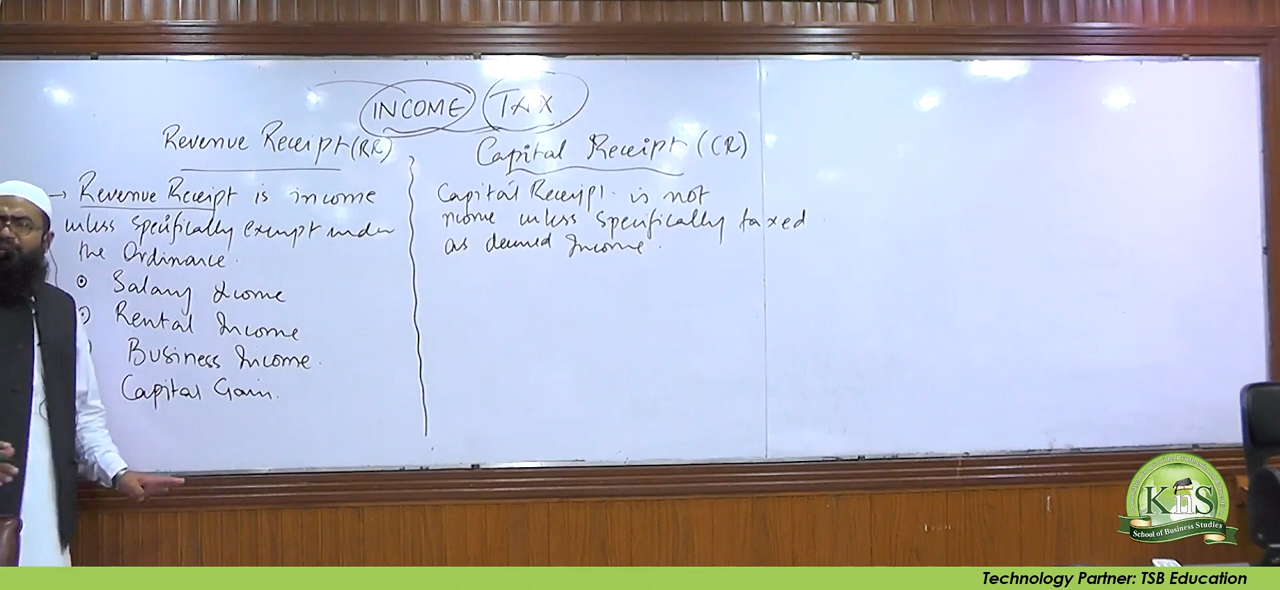 INCOME TAX
Revenue Receipt (RR)
Capital Receipt (CR)
→ Revenue Receipt is income
unless specifically exempt under
the Ordinance.
Salary Income
Rental Income
Business Income.
Capital Gain.
Capital Receipt is not
ncome unless specifically taxed
as deemed Income.
KnS
School of Business Studies
Technology Partner: TSB Education